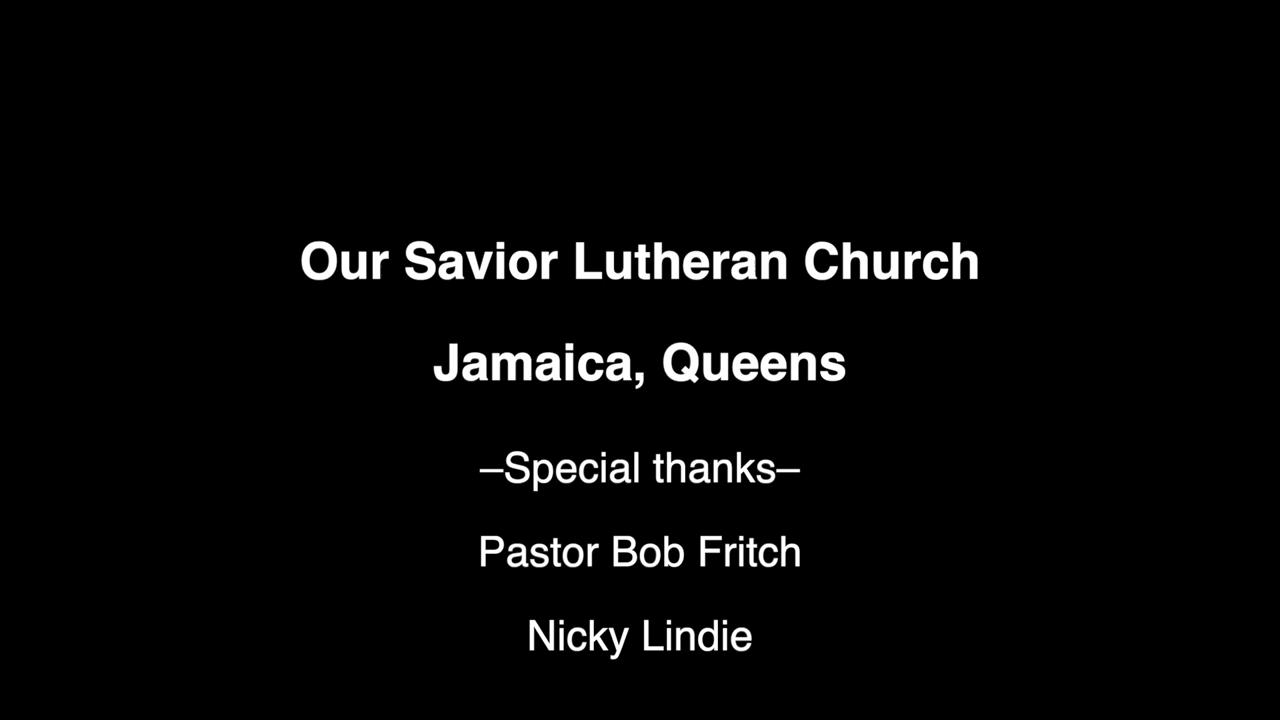 Our Savior Lutheran Church
Jamaica, Queens
–Special thanks–
Pastor Bob Fritch
Nicky Lindie